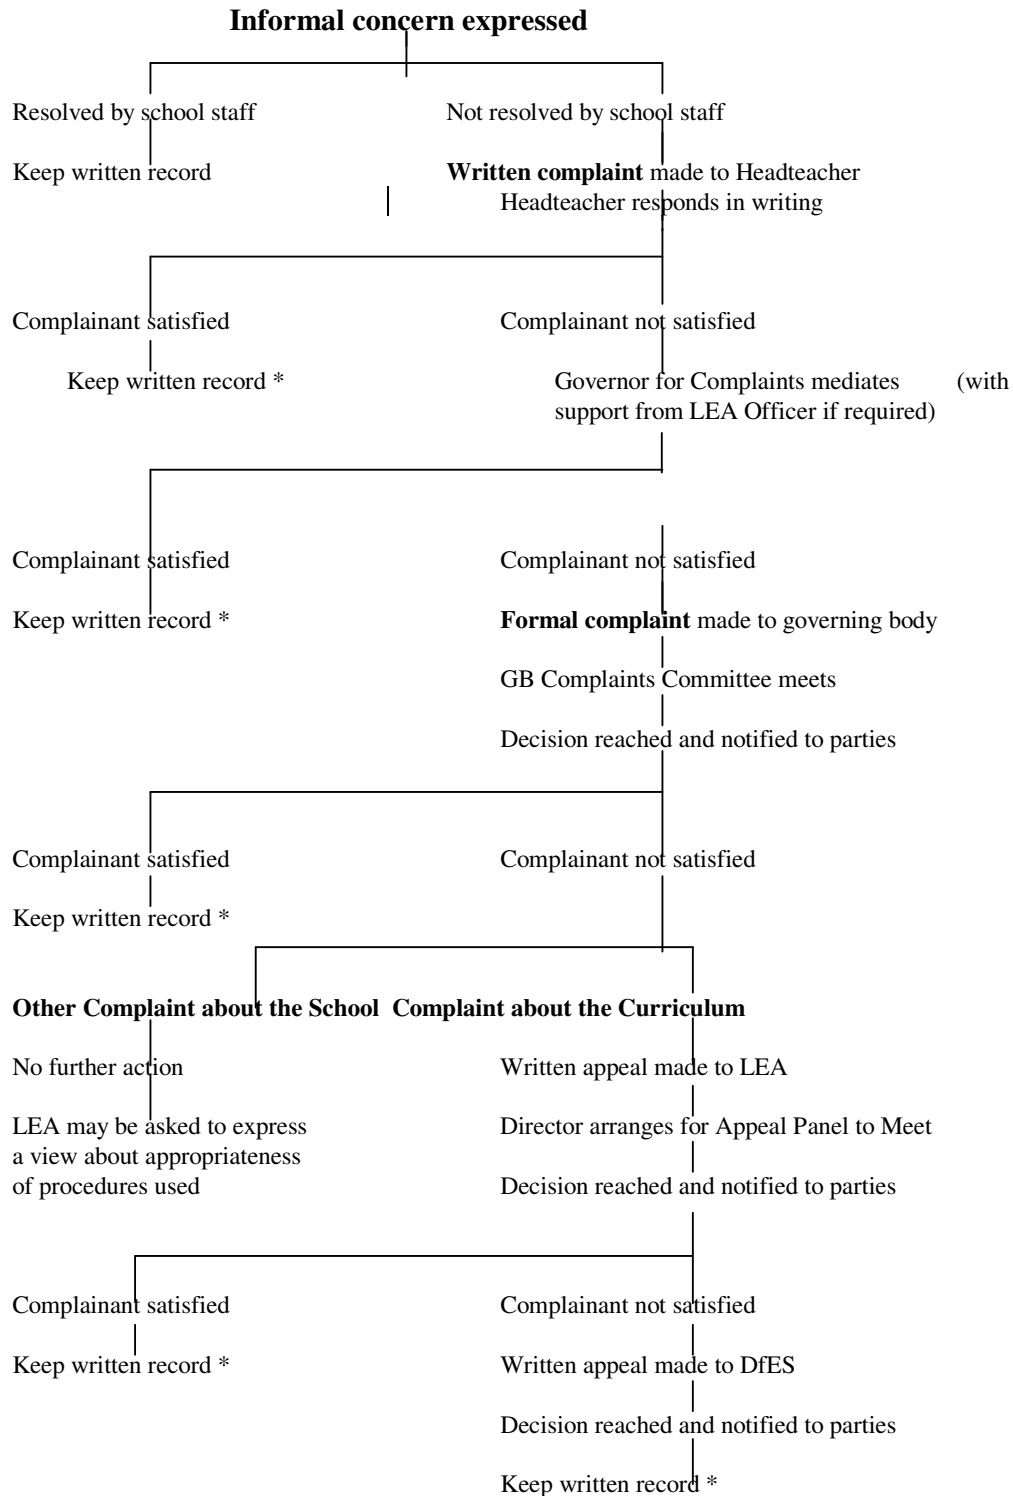 Informal concern expressed
Resolved by school staff Not resolved by school staff
Keep written record Written complaint made to Headteacher
Headteacher responds in writing
Complainant satisfied Complainant not satisfied
Keep written record * Governor for Complaints mediates (with
support from LEA Officer if required)
Complainant satisfied Complainant not satisfied
Keep written record * Formal complaint made to governing body
GB Complaints Committee meets
Decision reached and notified to parties
Complainant satisfied Complainant not satisfied
Keep written record *
Other Complaint about the School Complaint about the Curriculum
No further action Written appeal made to LEA
LEA may be asked to express Director arranges for Appeal Panel to Meet
a view about appropriateness
of procedures used Decision reached and notified to parties
Complainant satisfied Complainant not satisfied
Keep written record * Written appeal made to DfES
Decision reached and notified to parties
Keep written record *